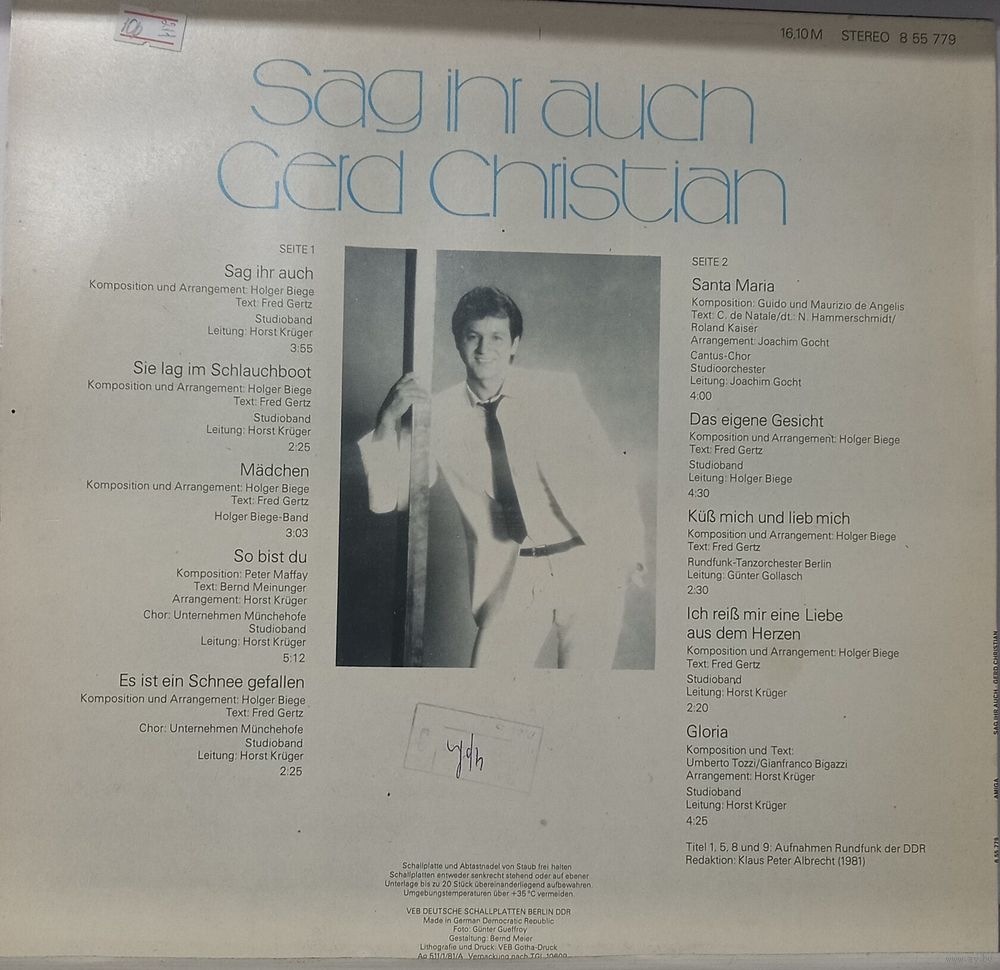 16.10 M STEREO 8 55 779
Sag ihr auch
Gerd Christian
SEITE 1
Sag ihr auch
Komposition und Arrangement: Holger Biege
Text: Fred Gertz
Studioband
Leitung: Horst Krüger
3:55
Sie lag im Schlauchboot
Komposition und Arrangement: Holger Biege
Text: Fred Gertz
Studioband
Leitung: Horst Krüger
2:25
Mädchen
Komposition und Arrangement: Holger Biege
Text: Fred Gertz
Holger Biege-Band
3:03
So bist du
Komposition: Peter Maffay
Text: Bernd Meinunger
Arrangement: Horst Krüger
Chor: Unternehmen Münchehofe
Studioband
Leitung: Horst Krüger
5:12
Es ist ein Schnee gefallen
Komposition und Arrangement: Holger Biege
Text: Fred Gertz
Chor: Unternehmen Münchehofe
Studioband
Leitung: Horst Krüger
2:25
SEITE 2
Santa Maria
Komposition: Guido und Maurizio de Angelis
Text: C. de Natale/dt.: N. Hammerschmidt/
Roland Kaiser
Arrangement: Joachim Gocht
Cantus-Chor
Studioorchester
Leitung: Joachim Gocht
4:00
Das eigene Gesicht
Komposition und Arrangement: Holger Biege
Text: Fred Gertz
Studioband
Leitung: Holger Biege
4:30
Küß mich und lieb mich
Komposition und Arrangement: Holger Biege
Text: Fred Gertz
Rundfunk-Tanzorchester Berlin
Leitung: Günter Gollasch
2:30
Ich reiß mir eine Liebe
aus dem Herzen
Komposition und Arrangement: Holger Biege
Text: Fred Gertz
Studioband
Leitung: Horst Krüger
2:20
Gloria
Komposition und Text:
Umberto Tozzi/Gianfranco Bigazzi
Arrangement: Horst Krüger
Studioband
Leitung: Horst Krüger
4:25
Titel 1, 5, 8 und 9: Aufnahmen Rundfunk der DDR
Redaktion: Klaus Peter Albrecht (1981)
Schallplatte und Abtastnadel von Staub frei halten
Schallplatten entweder senkrecht stehend oder auf ebener
Unterlage bis zu 20 Stück übereinanderliegend aufbewahren.
Umgebungstemperaturen über +35 °C vermeiden.
VEB DEUTSCHE SCHALLPLATTEN BERLIN DDR
Made in German Democratic Republic
Foto: Günter Gueffroy
Gestaltung: Bernd Meier
Lithografie und Druck: VEB Gotha-Druck
Ag 511/1/81/A Verpackung nach TGL 10609
SAG IHR AUCH · GERD CHRISTIAN
AMIGA
8 55 779
www.ay.by